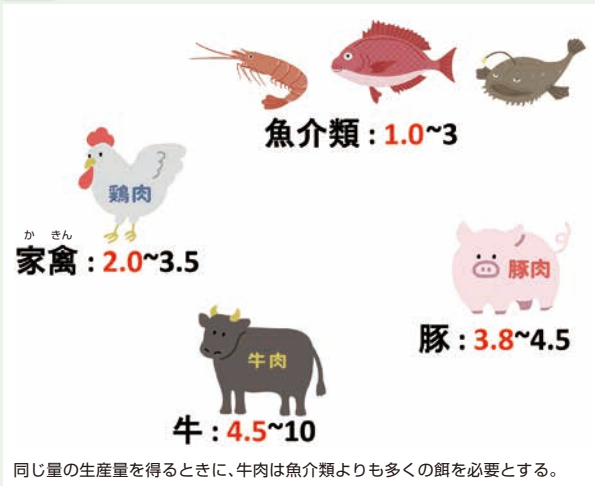 魚介類 : 1.0~3
鶏肉
か きん
家禽 : 2.0~3.5
豚肉
豚 : 3.8~4.5
牛肉
牛 : 4.5~10
同じ量の生産量を得るときに、牛肉は魚介類よりも多くの餌を必要とする。